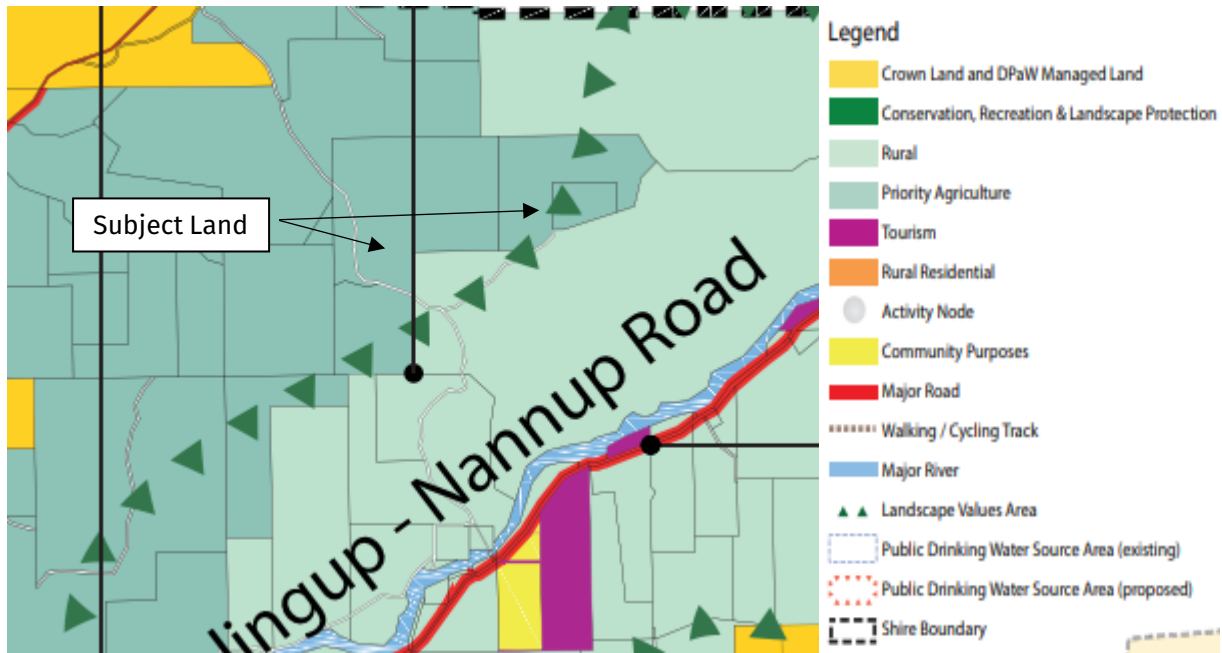 Subject Land
lingup - Nannup Road
Legend
Crown Land and DPaW Managed Land
Conservation, Recreation & Landscape Protection
Rural
Priority Agriculture
Tourism
Rural Residential
Activity Node
Community Purposes
Major Road
Walking / Cycling Track
Major River
Landscape Values Area
Public Drinking Water Source Area (existing)
Public Drinking Water Source Area (proposed)
Shire Boundary